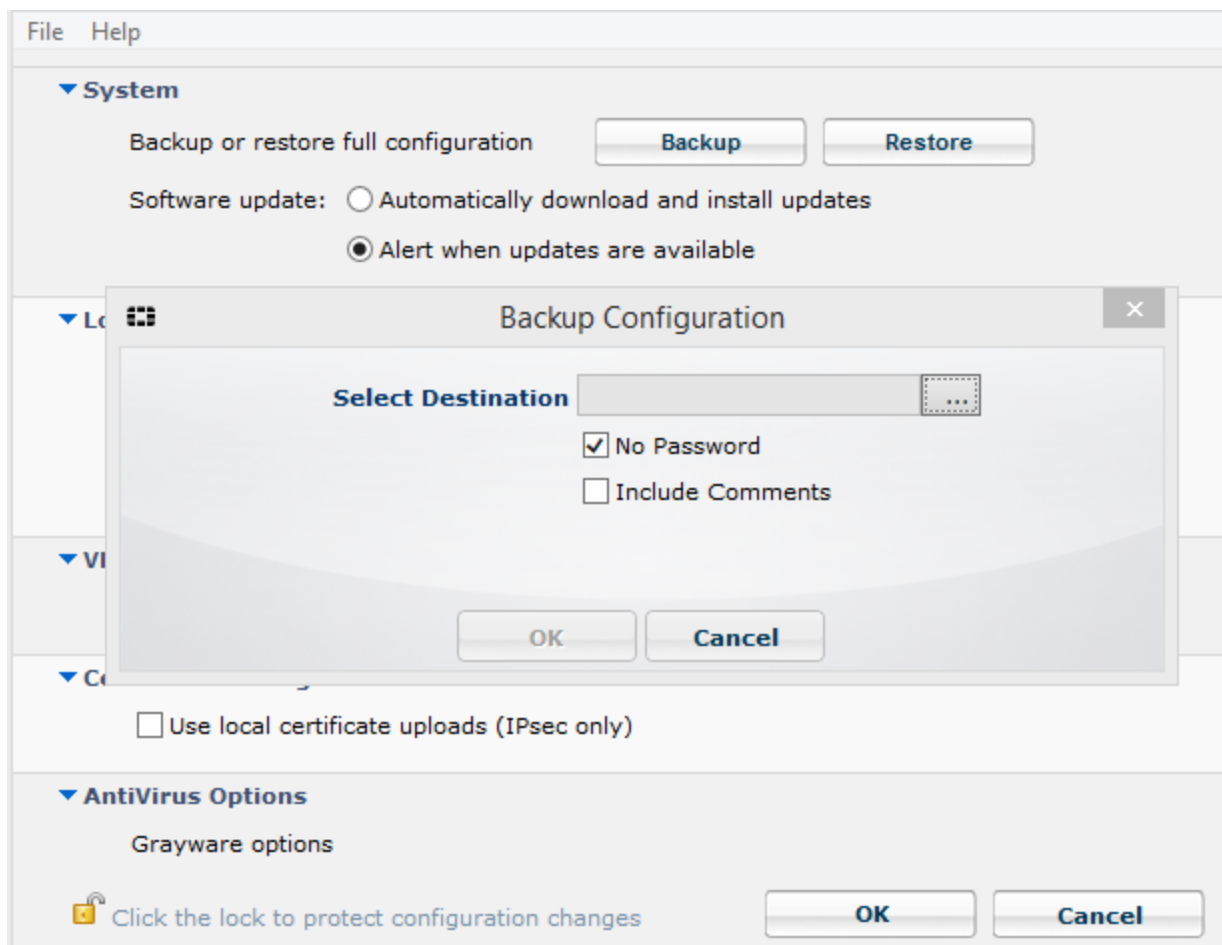 File Help
System
Backup or restore full configuration Backup Restore
Software update: Automatically download and install updates
Alert when updates are available
Backup Configuration
Select Destination ...
No Password
Include Comments
OK Cancel
Use local certificate uploads (IPsec only)
AntiVirus Options
Grayware options
Click the lock to protect configuration changes OK Cancel